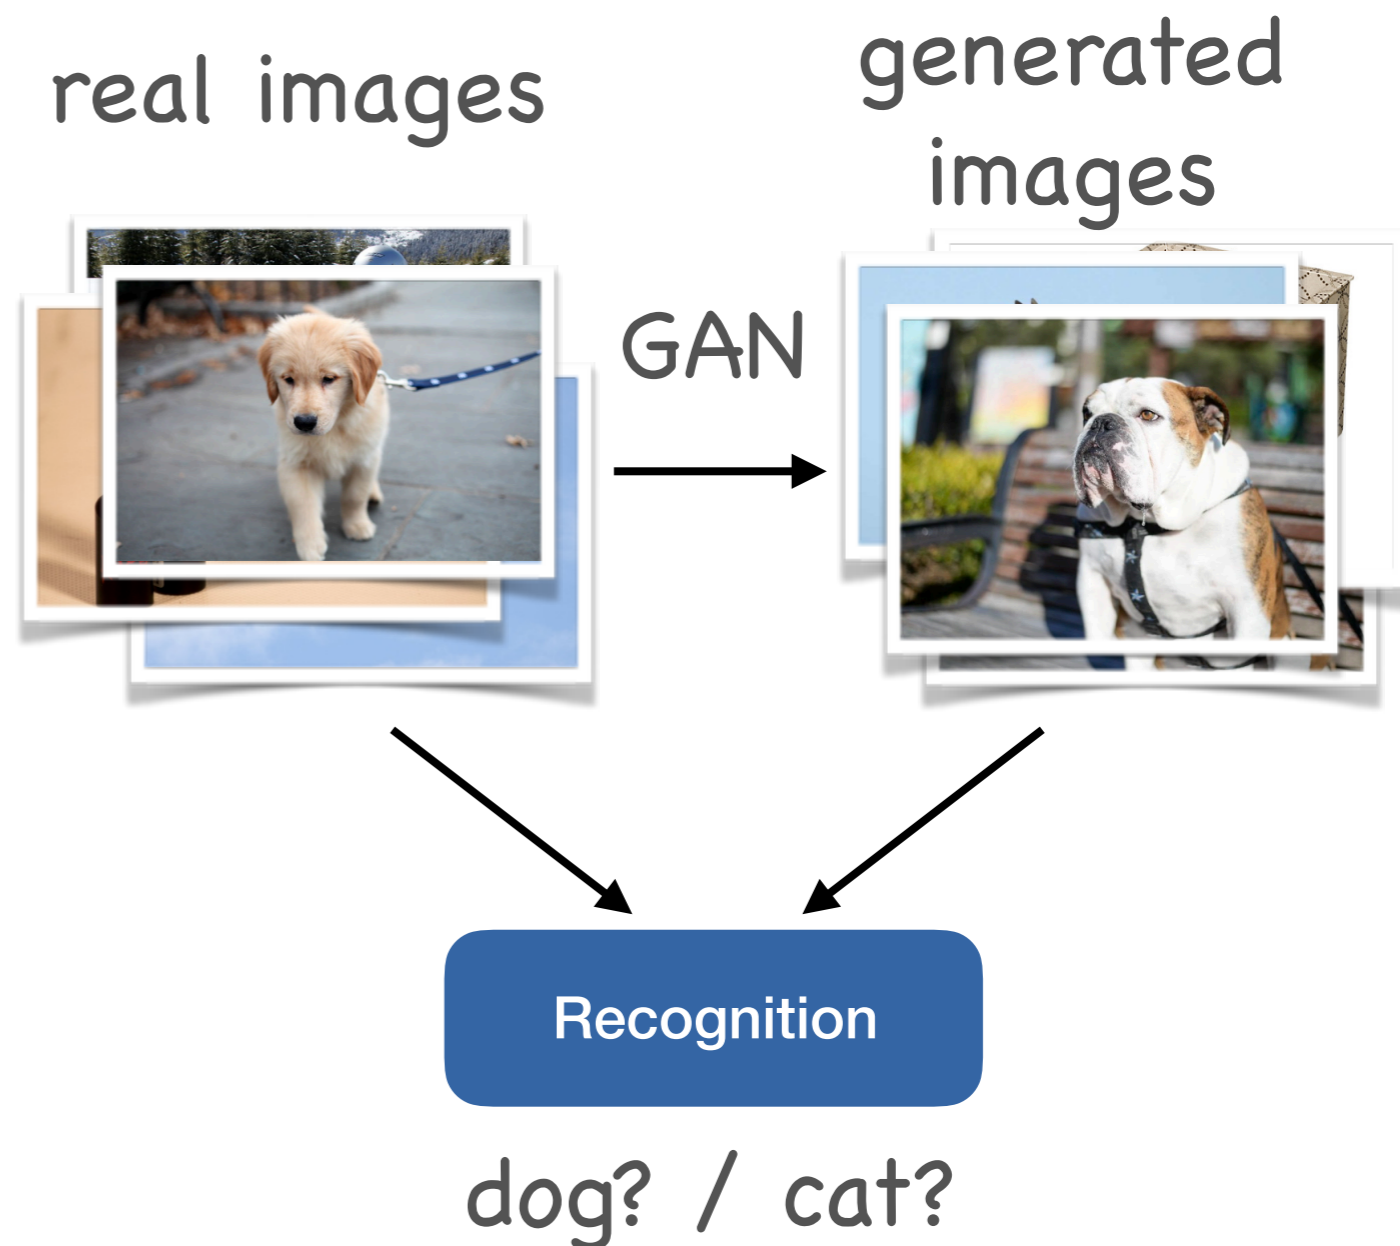 real images
generated
images
GAN
Recognition
dog? / cat?